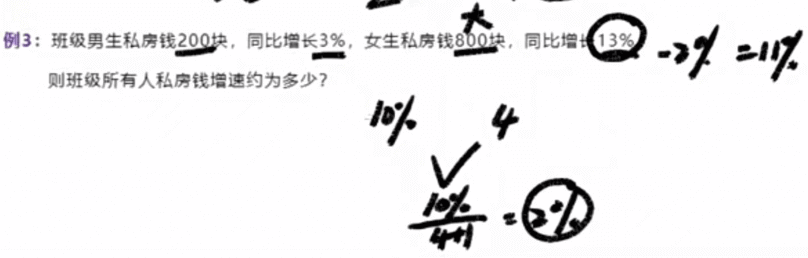 大
例3：班级男生私房钱200块，同比增长3%，女生私房钱800块，同比增长13% -2% =11%
则班级所有人私房钱增速约为多少？
10% 4
10%/4+1 = 2%